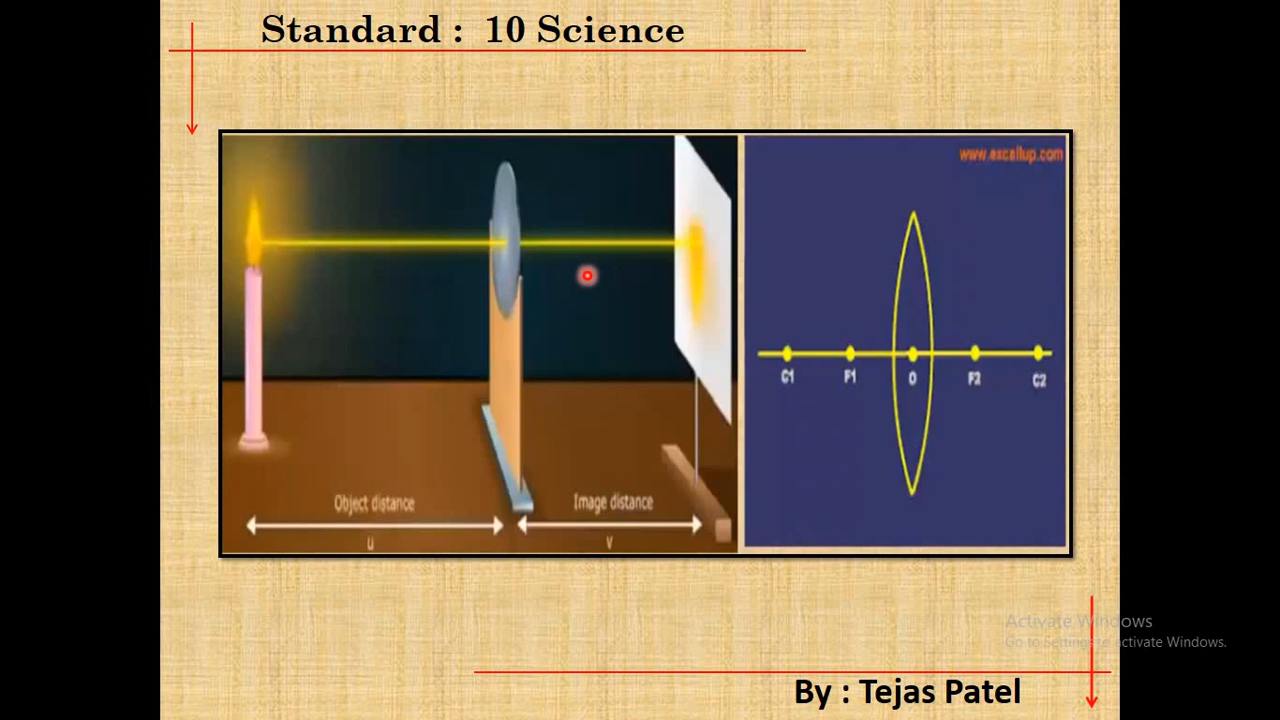 Standard : 10 Science
www.excellup.com
Object distance
u
Image distance
v
C1 F1 O F2 C2
Activate Windows
Go to Settings to activate Windows.
By : Tejas Patel